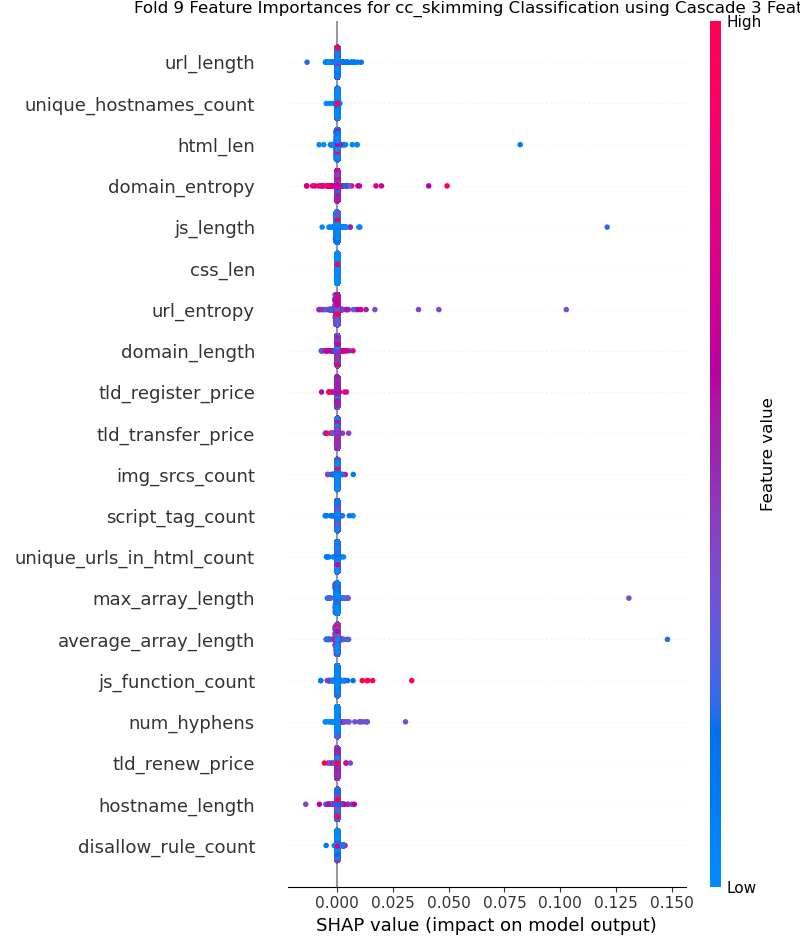 Fold 9 Feature Importances for cc_skimming Classification using Cascade 3 Feat
High
url_length
unique_hostnames_count
html_len
domain_entropy
js_length
css_len
url_entropy
domain_length
tld_register_price
tld_transfer_price
img_srcs_count
script_tag_count
unique_urls_in_html_count
max_array_length
average_array_length
js_function_count
num_hyphens
tld_renew_price
hostname_length
disallow_rule_count
Feature value
Low
0.000 0.025 0.050 0.075 0.100 0.125 0.150
SHAP value (impact on model output)